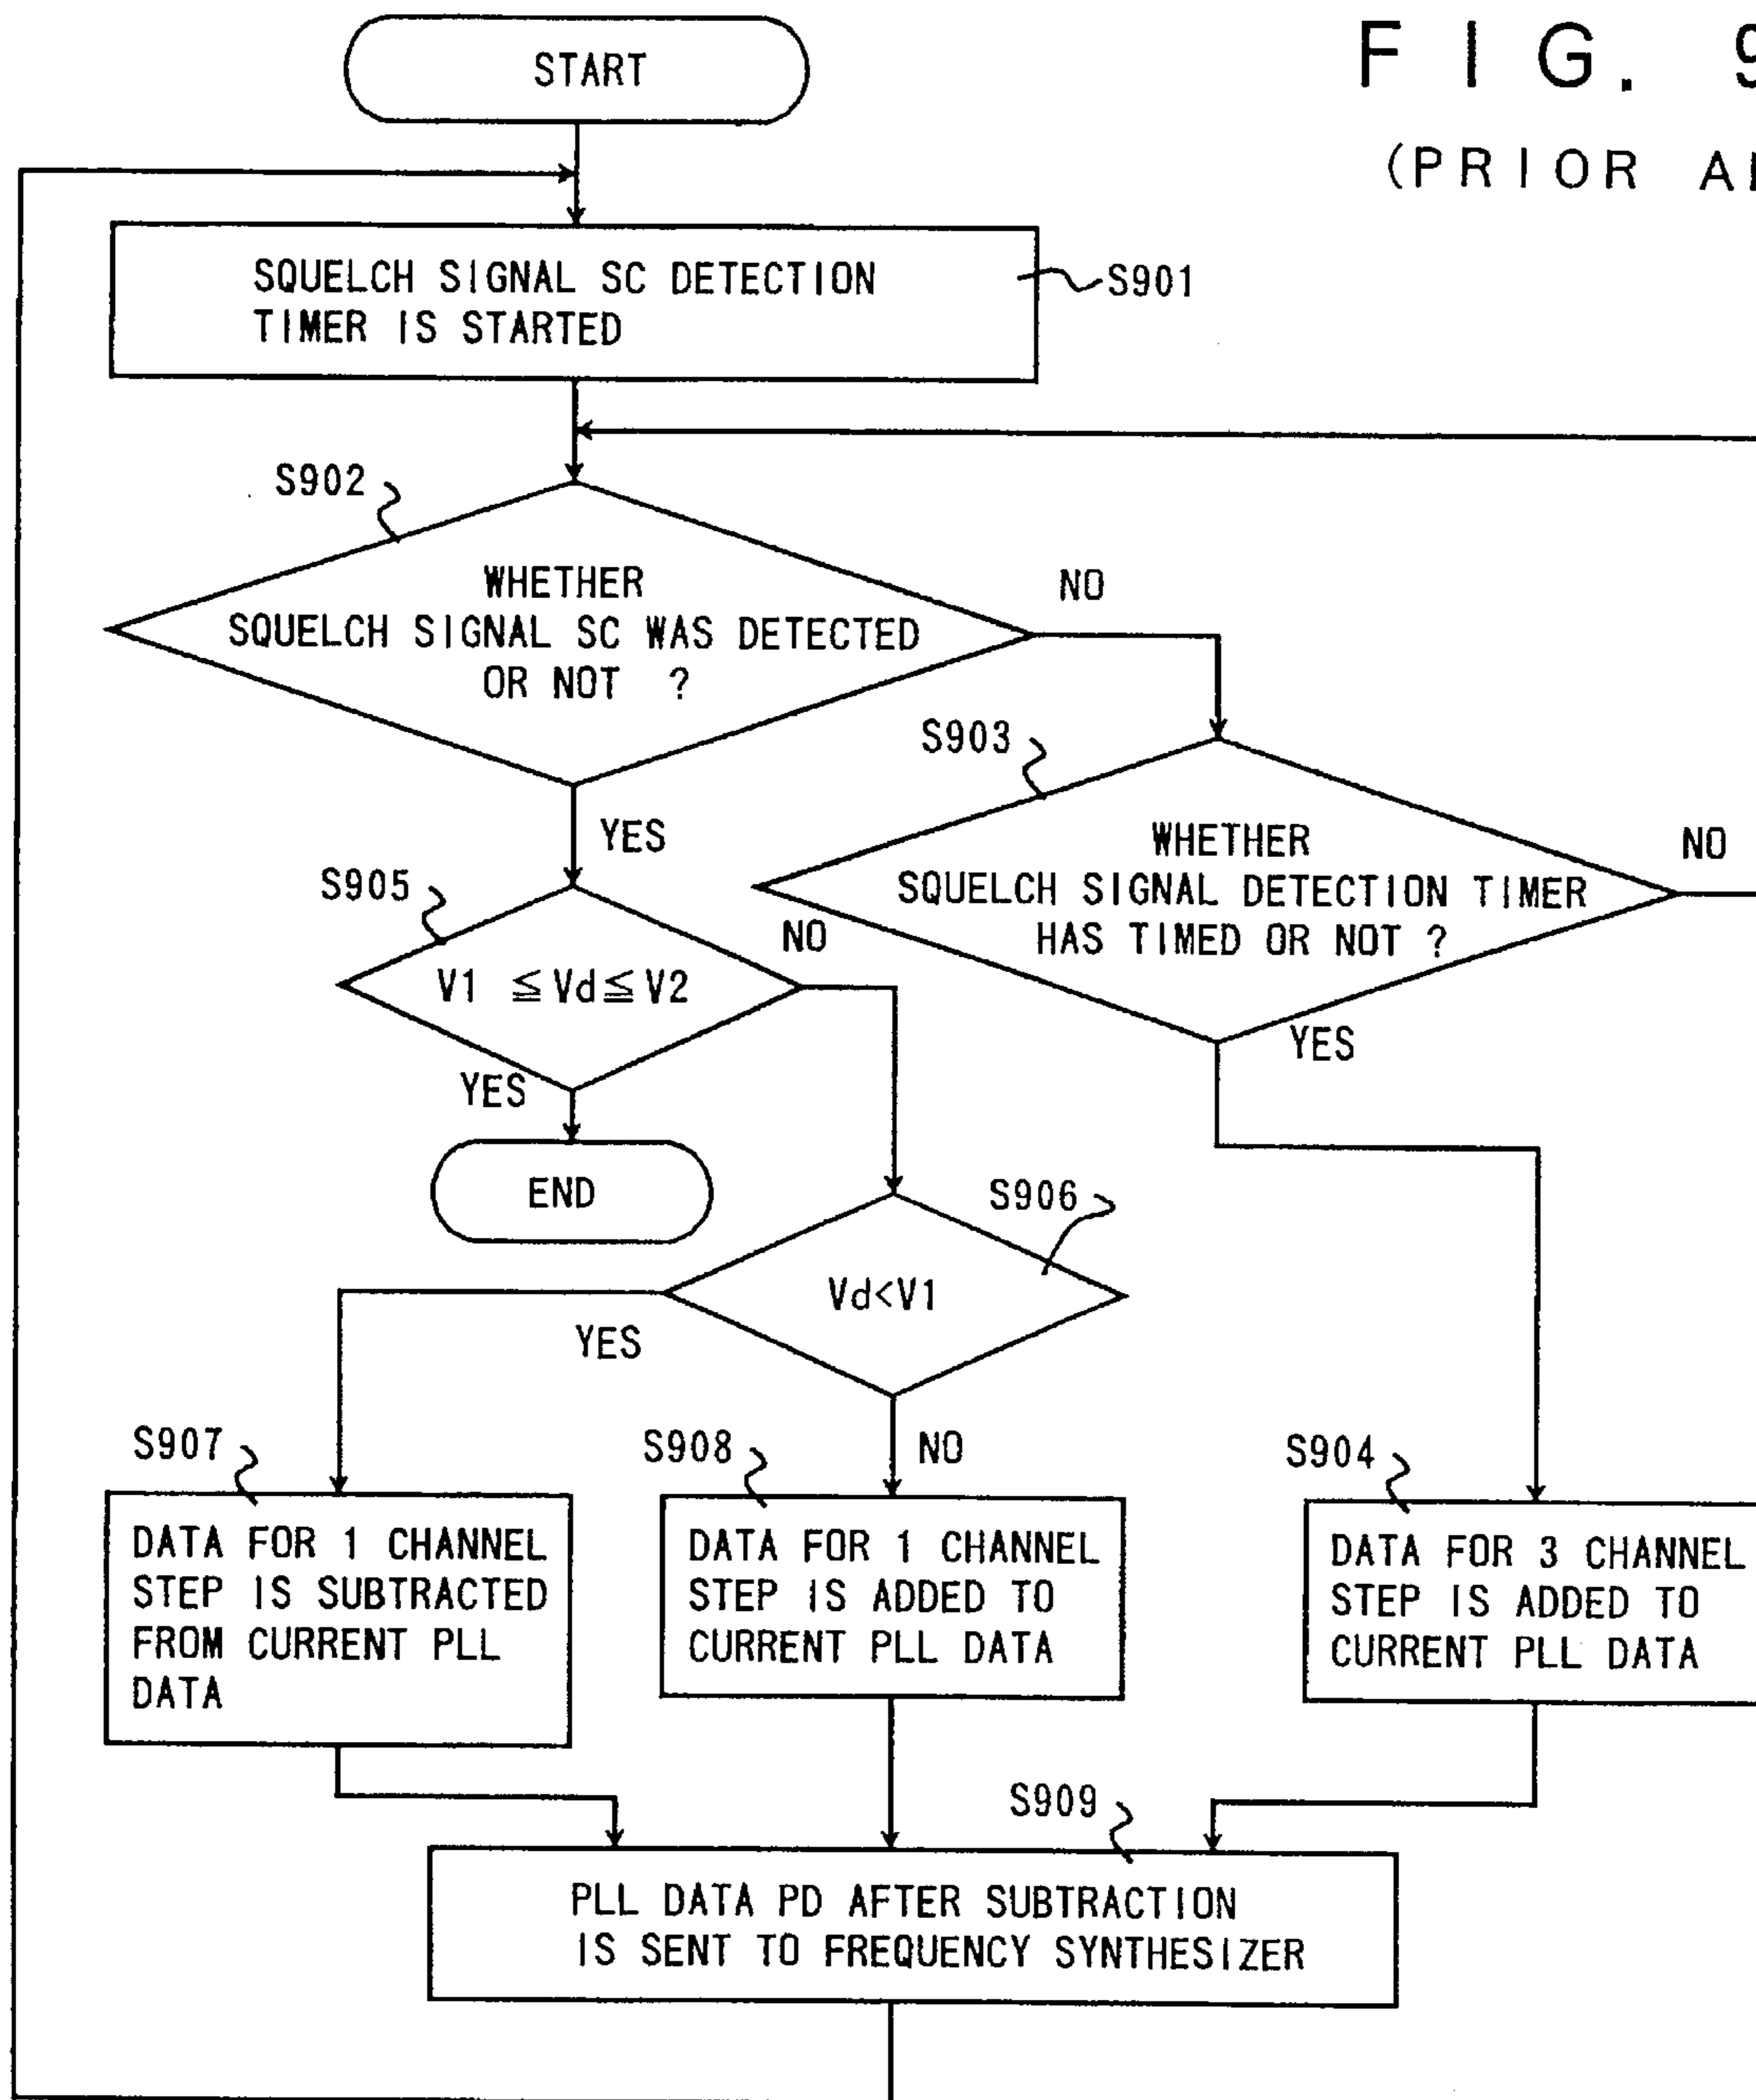 START
FIG. 9
(PRIOR A
SQUELCH SIGNAL SC DETECTION
TIMER IS STARTED
S901
S902
WHETHER
SQUELCH SIGNAL SC WAS DETECTED
OR NOT ?
NO
YES
S903
WHETHER
SQUELCH SIGNAL DETECTION TIMER
HAS TIMED OR NOT ?
NO
YES
S905
V1 ≦ Vd ≦ V2
NO
YES
END
S906
Vd<V1
YES
NO
S907
DATA FOR 1 CHANNEL
STEP IS SUBTRACTED
FROM CURRENT PLL
DATA
S908
DATA FOR 1 CHANNEL
STEP IS ADDED TO
CURRENT PLL DATA
S904
DATA FOR 3 CHANNEL
STEP IS ADDED TO
CURRENT PLL DATA
S909
PLL DATA PD AFTER SUBTRACTION
IS SENT TO FREQUENCY SYNTHESIZER